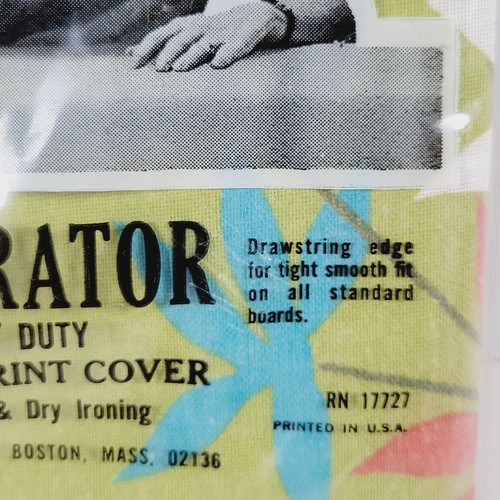 RATOR
Drawstring edge
for tight smooth fit
on all standard
boards.
DUTY
RINT COVER
& Dry Ironing
RN 17727
PRINTED IN U.S.A.
BOSTON, MASS. 02136